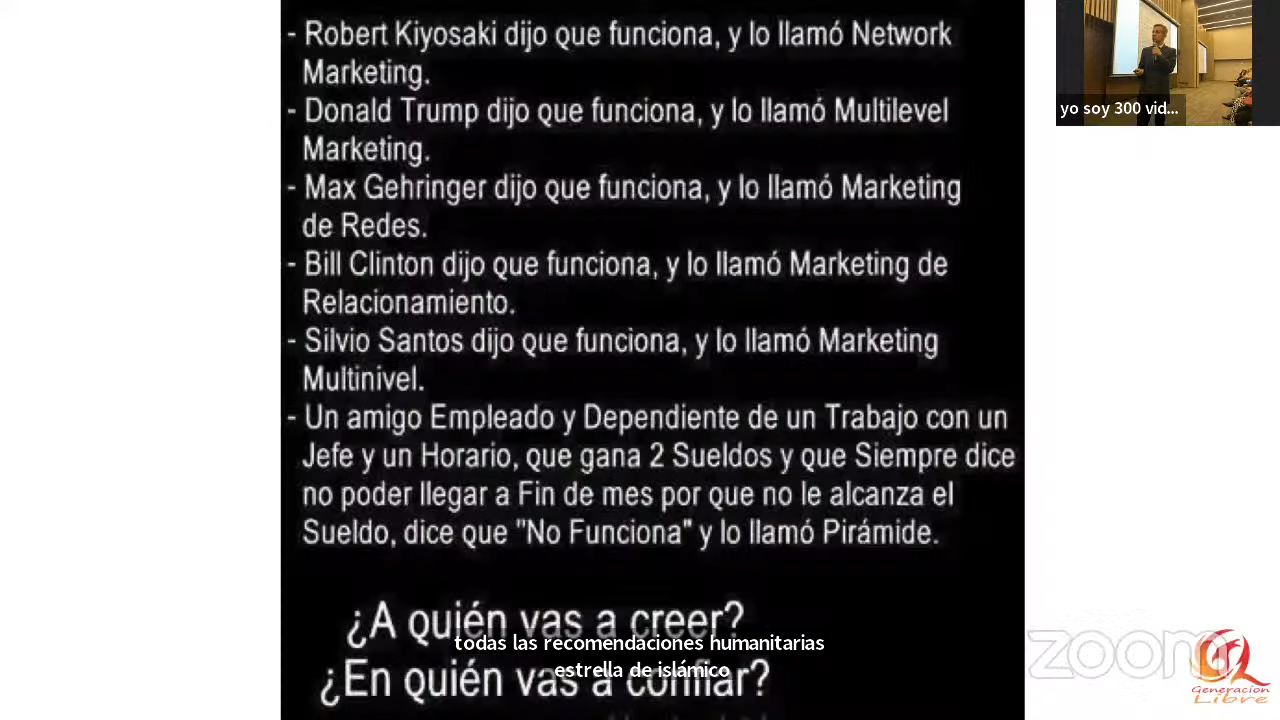 - Robert Kiyosaki dijo que funciona, y lo llamó Network
Marketing.
- Donald Trump dijo que funciona, y lo llamó Multilevel
Marketing.
- Max Gehringer dijo que funciona, y lo llamó Marketing
de Redes.
- Bill Clinton dijo que funciona, y lo llamó Marketing de
Relacionamiento.
- Silvio Santos dijo que funciona, y lo llamó Marketing
Multinivel.
- Un amigo Empleado y Dependiente de un Trabajo con un
Jefe y un Horario, que gana 2 Sueldos y que Siempre dice
no poder llegar a Fin de mes por que no le alcanza el
Sueldo, dice que "No Funciona" y lo llamó Pirámide.
¿A quién vas a creer?
todas las recomendaciones humanitarias
estrella de islámico
¿En quién vas a confiar?
yo soy 300 vid...
zoom
Generacion
Libre